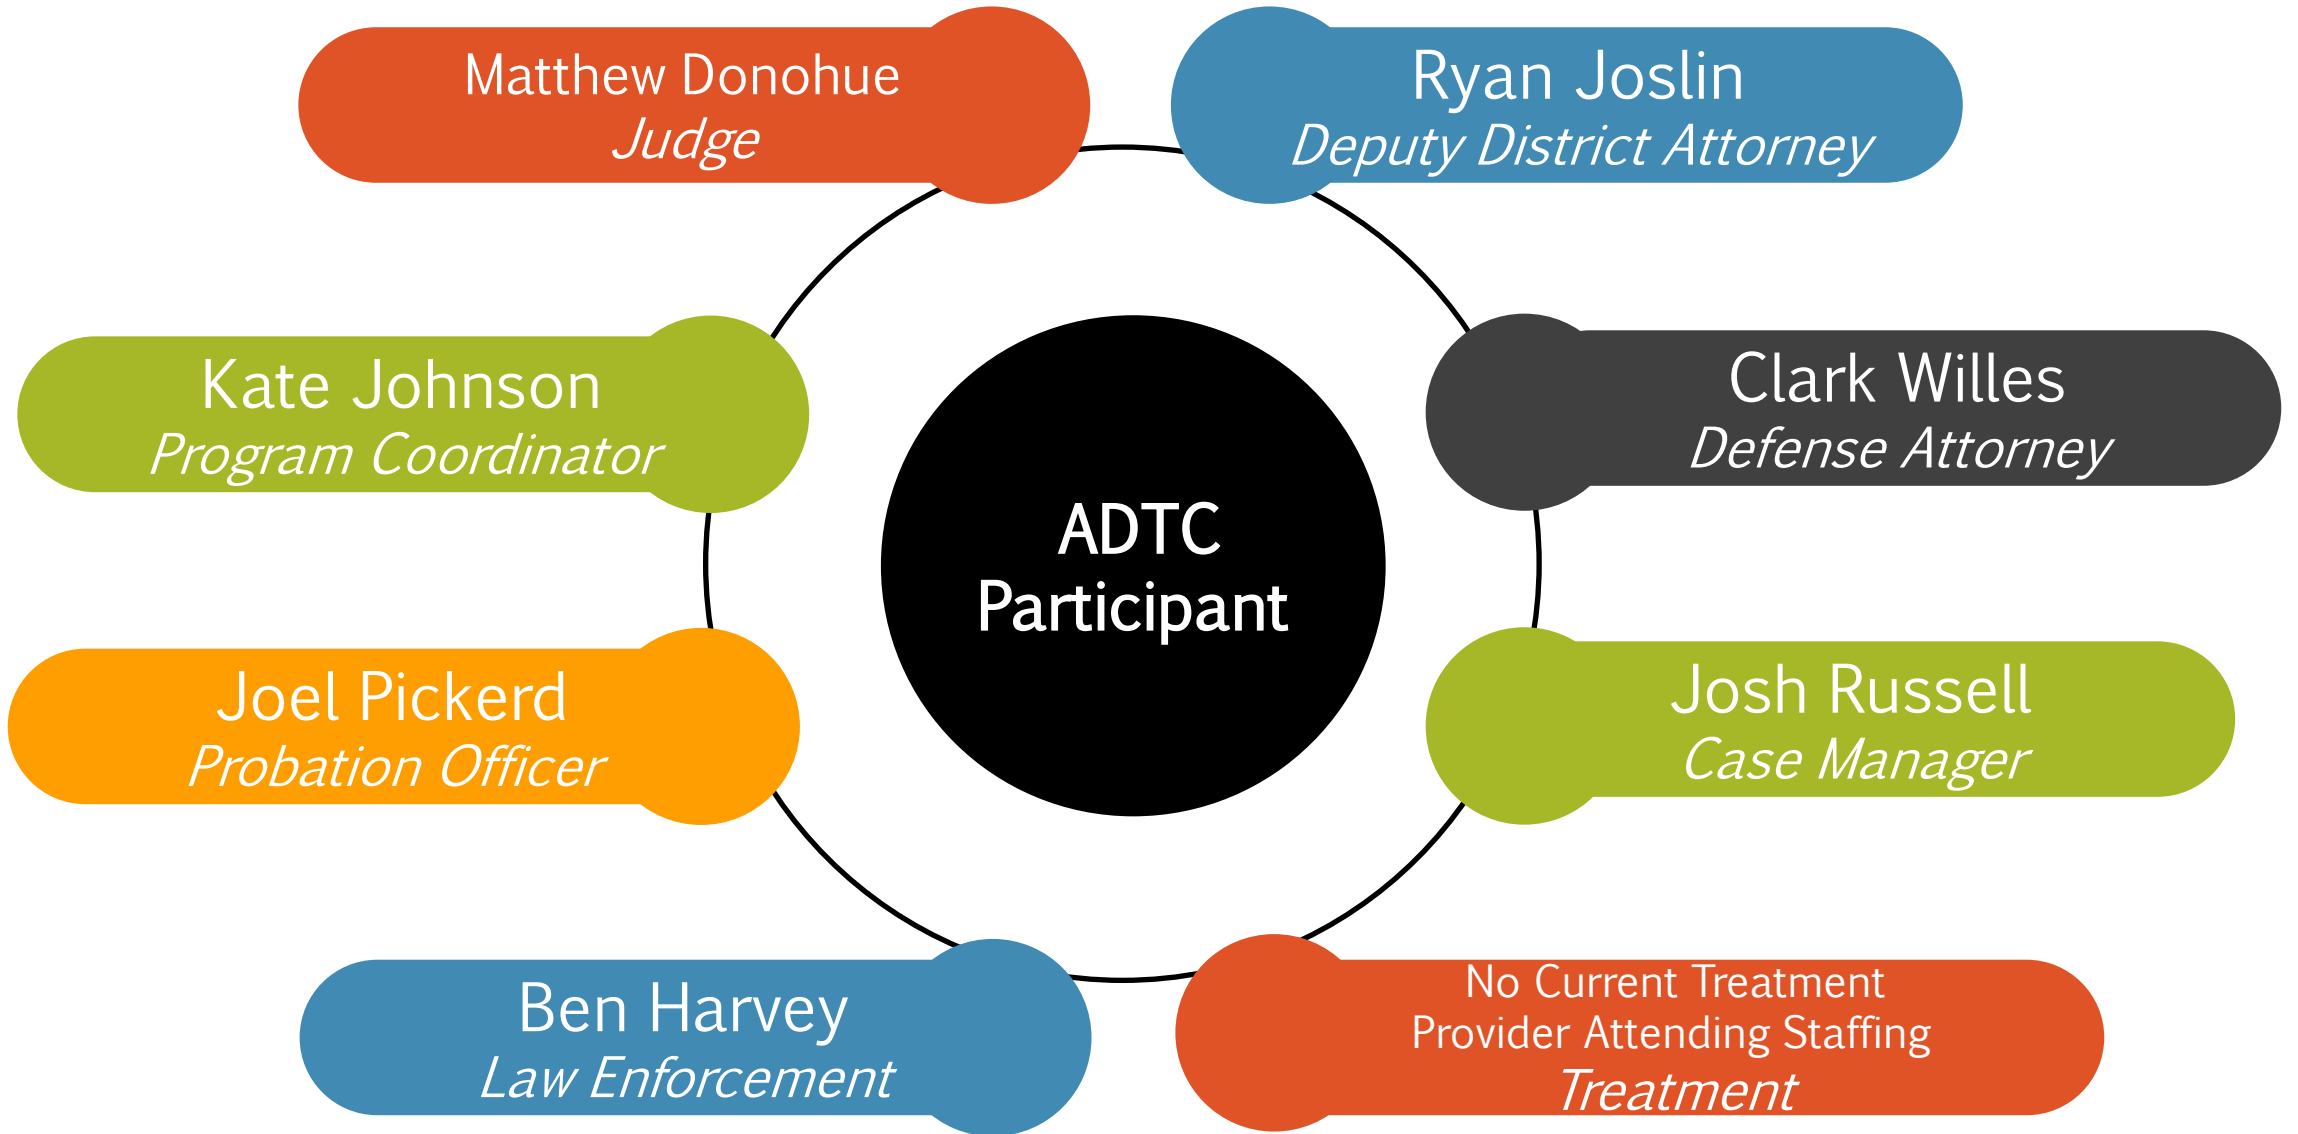 Matthew Donohue
Judge
Ryan Joslin
Deputy District Attorney
Kate Johnson
Program Coordinator
Clark Willes
Defense Attorney
ADTC
Participant
Joel Pickerd
Probation Officer
Josh Russell
Case Manager
Ben Harvey
Law Enforcement
No Current Treatment
Provider Attending Staffing
Treatment